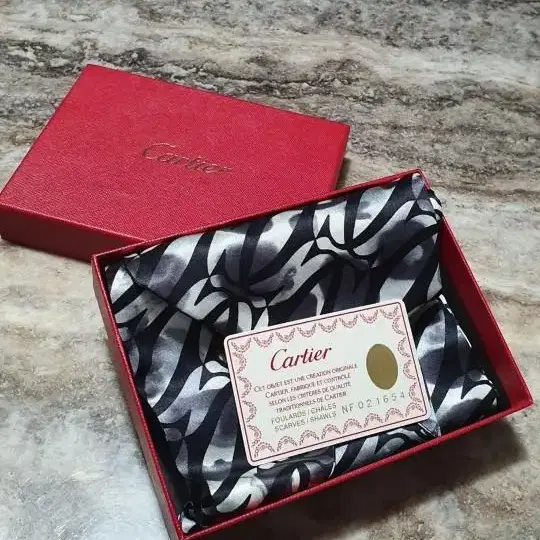 Cartier
Cartier
CET OBJET EST UNE CRÉATION ORIGINALE
CARTIER, FABRIQUÉ ET CONTRÔLÉ
SELON LES CRITÈRES DE QUALITÉ
TRADITIONNELS DE CARTIER
FOULARDS/CHÂLES
SCARVES/SHAWLS NF021654